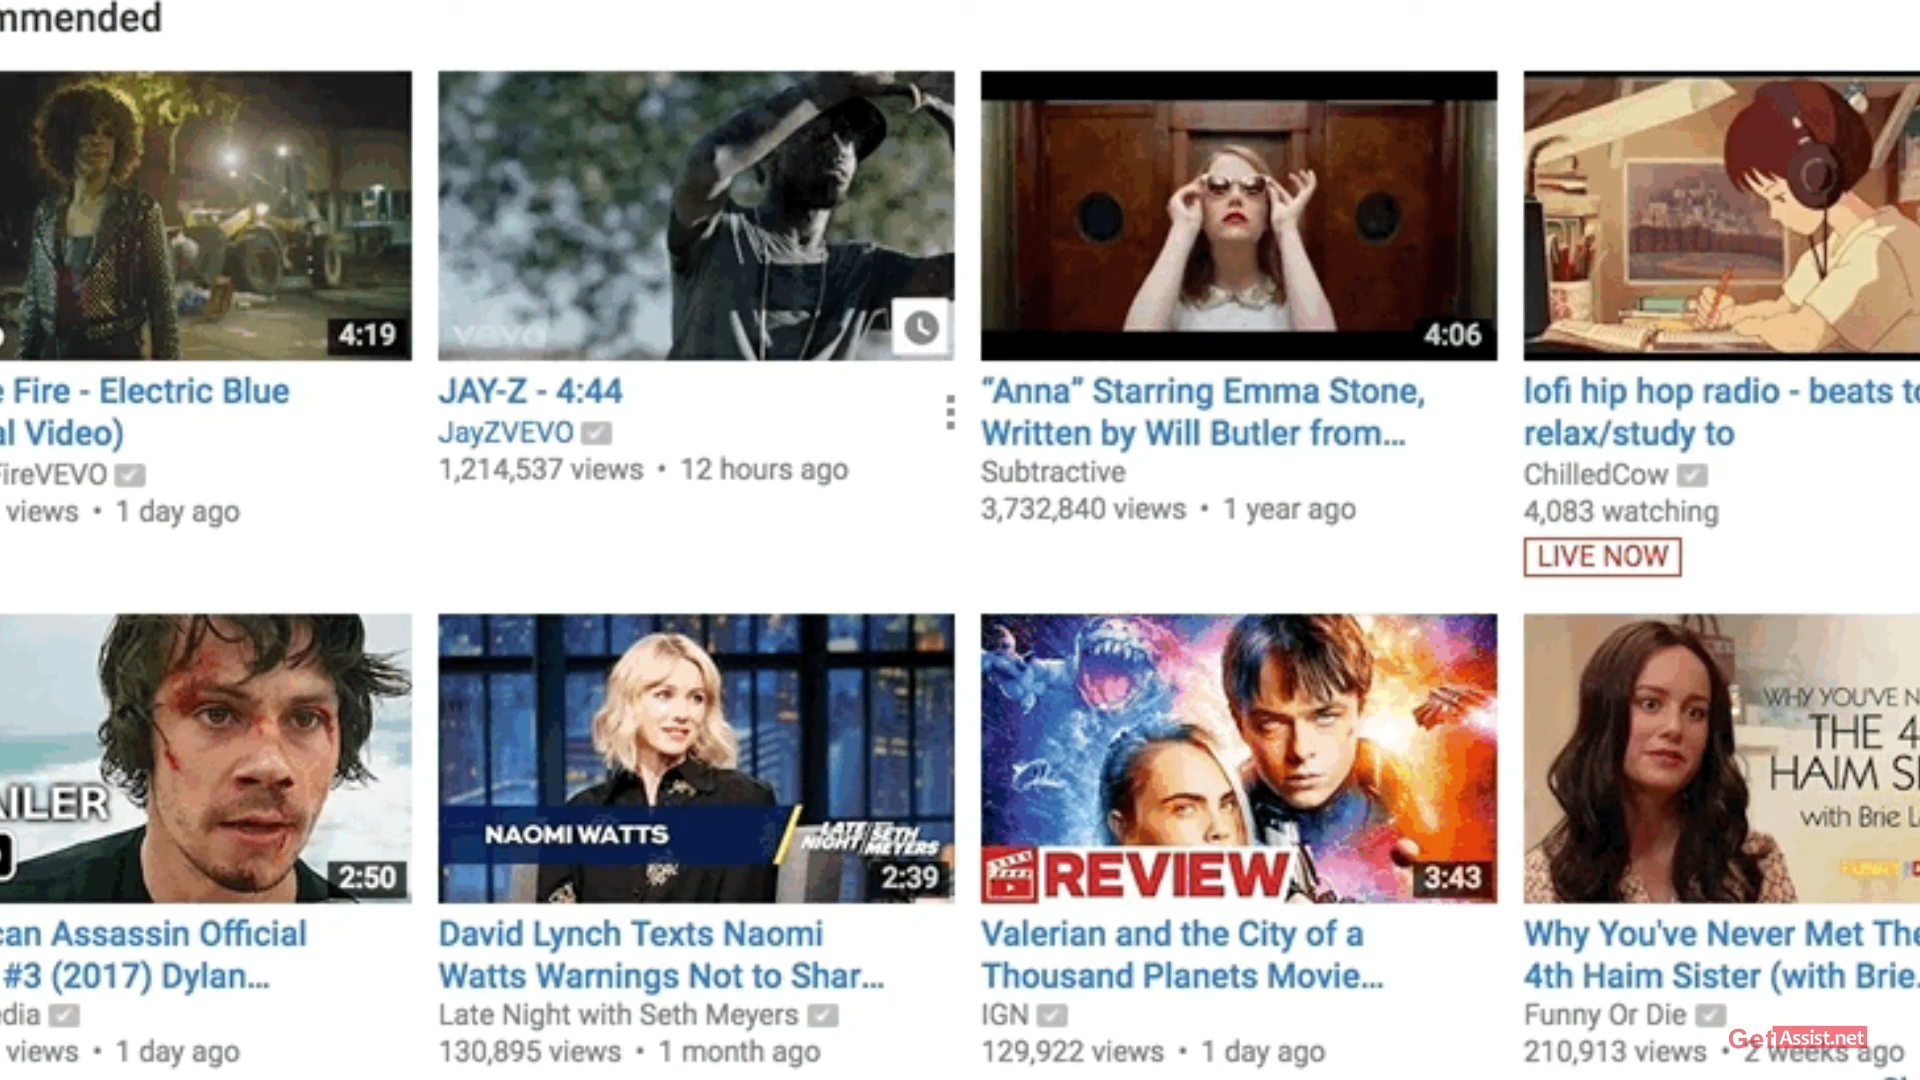 mmended
4:19
vevo
4:06
e Fire - Electric Blue
al Video)
FireVEVO
views • 1 day ago
JAY-Z - 4:44
JayZVEVO
1,214,537 views • 12 hours ago
“Anna” Starring Emma Stone,
Written by Will Butler from...
Subtractive
3,732,840 views • 1 year ago
lofi hip hop radio - beats to
relax/study to
ChilledCow
4,083 watching
LIVE NOW
AILER
2:50
NAOMI WATTS
LATE NIGHT SETH MEYERS
2:39
REVIEW
3:43
WHY YOU'VE N
THE 4
HAIM SI
with Brie L
can Assassin Official
#3 (2017) Dylan...
edia
views • 1 day ago
David Lynch Texts Naomi
Watts Warnings Not to Shar...
Late Night with Seth Meyers
130,895 views • 1 month ago
Valerian and the City of a
Thousand Planets Movie...
IGN
129,922 views • 1 day ago
Why You've Never Met The
4th Haim Sister (with Brie...
Funny Or Die
210,913 views • 2 weeks ago
GetAssist.net